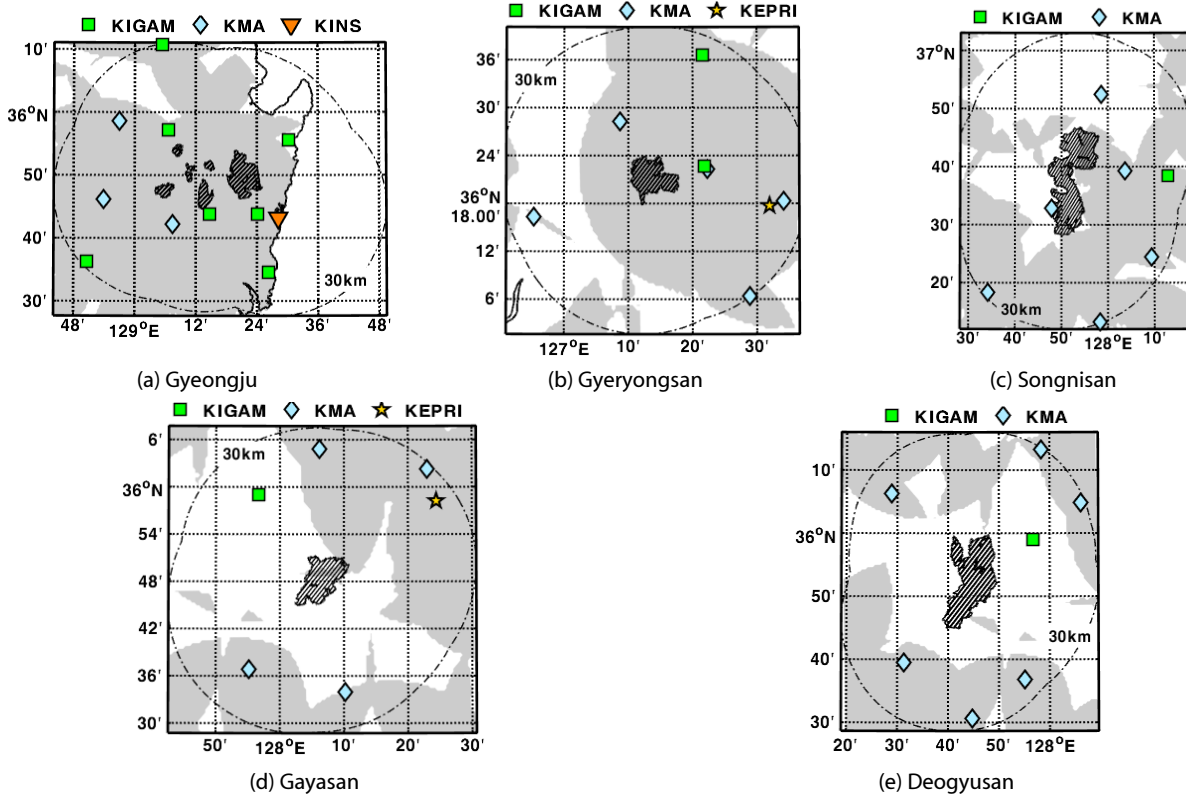 KIGAM KMA KINS
10'
36°N
50'
40'
30'
30km
48' 129°E 12' 24' 36' 48'
(a) Gyeongju
KIGAM KMA KEPRI
36'
30km
30'
24'
36°N
18.00'
12'
6'
127°E 10' 20' 30'
(b) Gyeryongsan
KIGAM KMA
37°N
50'
40'
30'
20'
30km
30' 40' 50' 128°E 10'
(c) Songnisan
KIGAM KMA KEPRI
6'
30km
36°N
54'
48'
42'
36'
30'
50' 128°E 10' 20'
(d) Gayasan
KIGAM KMA
10'
36°N
50'
30km
40'
30'
20' 30' 40' 50' 128°E
(e) Deogyusan